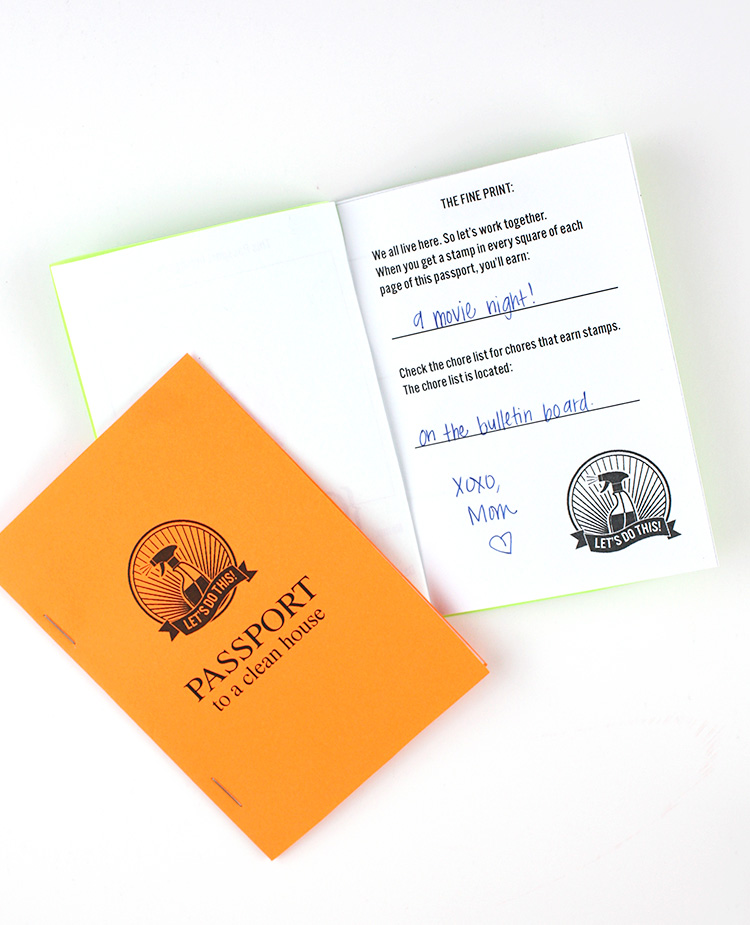 THE FINE PRINT:
We all live here. So let's work together.
When you get a stamp in every square of each
page of this passport, you'll earn:
a movie night!
Check the chore list for chores that earn stamps.
The chore list is located:
on the bulletin board.
xoxo,
Mom
LET'S DO THIS!
LET'S DO THIS!
PASSPORT
to a clean house